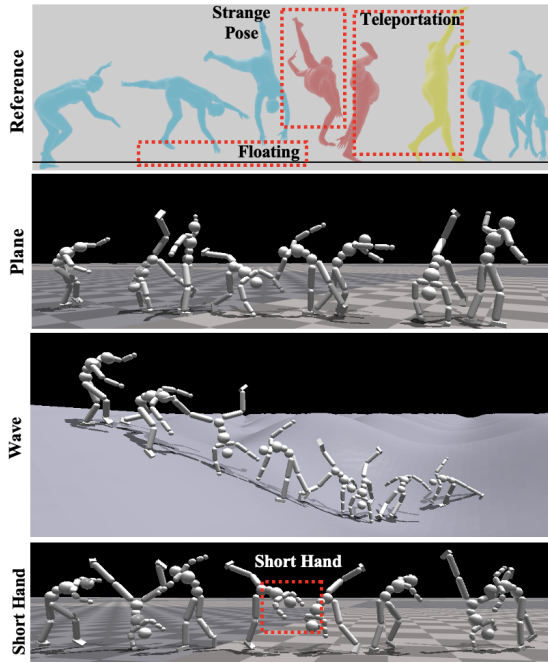 Reference
Strange
Pose
Teleportation
Floating
Plane
Wave
Short Hand
Short Hand